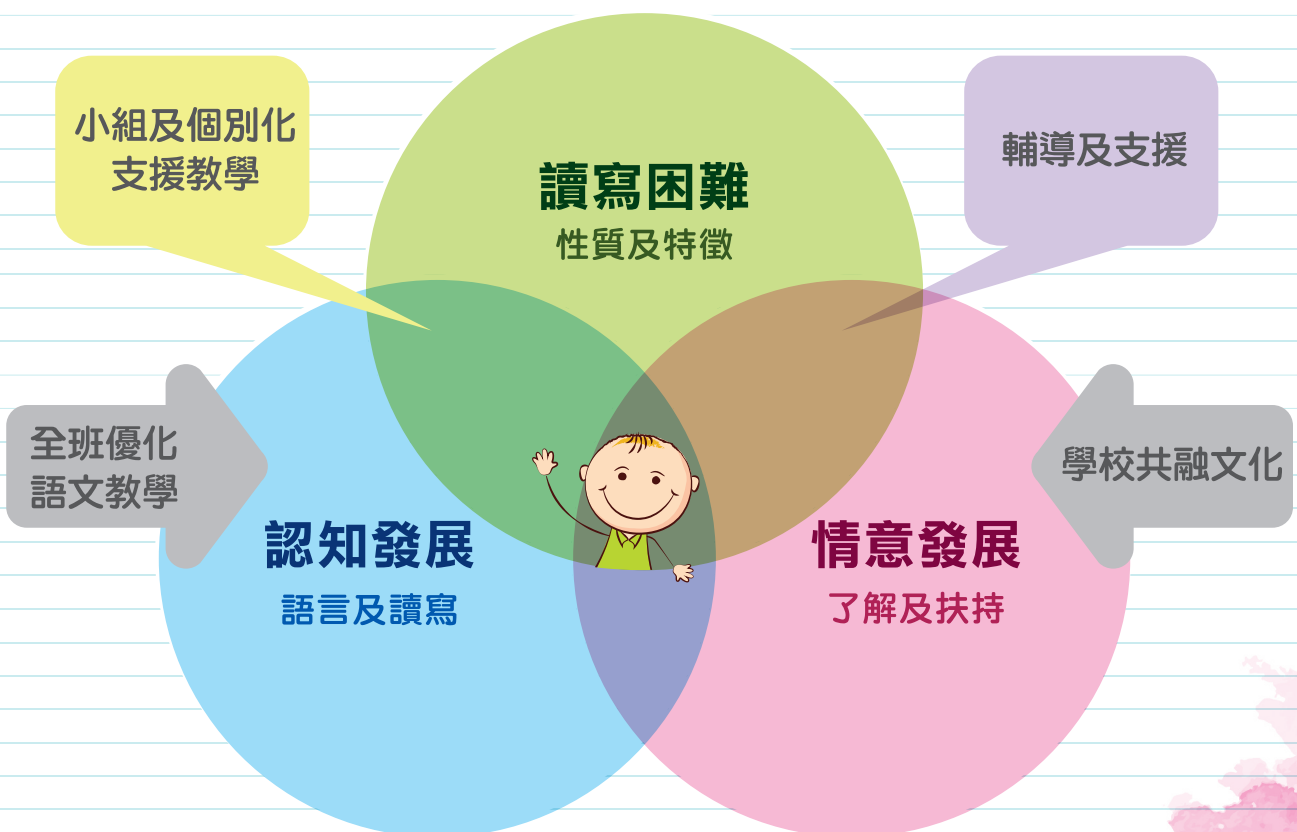 小組及個別化
支援教學
輔導及支援
讀寫困難
性質及特徵
全班優化
語文教學
學校共融文化
認知發展
語言及讀寫
情意發展
了解及扶持